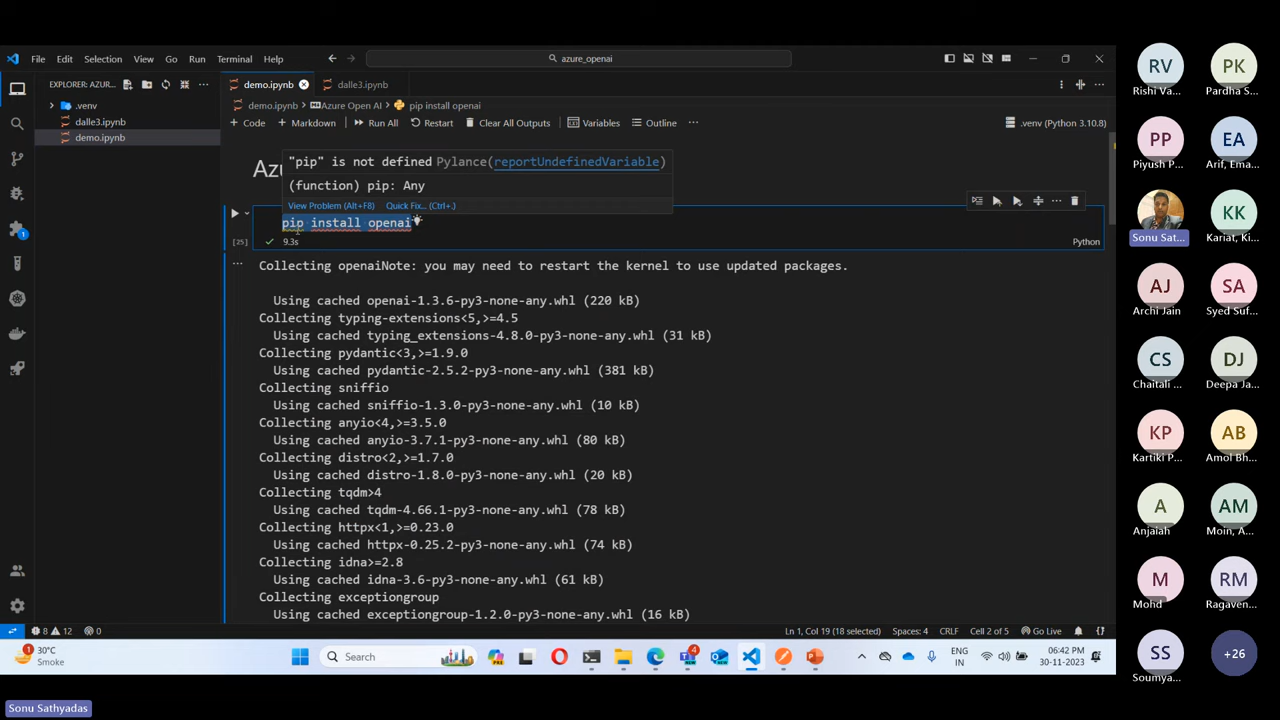 File Edit Selection View Go Run Terminal Help
azure_openai
EXPLORER: AZUR...
.venv
dalle3.ipynb
demo.ipynb
demo.ipynb
dalle3.ipynb
demo.ipynb > Azure Open AI > pip install openai
Code
Markdown
Run All
Restart
Clear All Outputs
Variables
Outline
.venv (Python 3.10.8)
Az
"pip" is not defined Pylance(reportUndefinedVariable)
(function) pip: Any
View Problem (Alt+F8) Quick Fix... (Ctrl+.)
pip install openai
[25]
9.3s
Python
Collecting openaiNote: you may need to restart the kernel to use updated packages.
Using cached openai-1.3.6-py3-none-any.whl (220 kB)
Collecting typing-extensions<5,>=4.5
Using cached typing_extensions-4.8.0-py3-none-any.whl (31 kB)
Collecting pydantic<3,>=1.9.0
Using cached pydantic-2.5.2-py3-none-any.whl (381 kB)
Collecting sniffio
Using cached sniffio-1.3.0-py3-none-any.whl (10 kB)
Collecting anyio<4,>=3.5.0
Using cached anyio-3.7.1-py3-none-any.whl (80 kB)
Collecting distro<2,>=1.7.0
Using cached distro-1.8.0-py3-none-any.whl (20 kB)
Collecting tqdm>4
Using cached tqdm-4.66.1-py3-none-any.whl (78 kB)
Collecting httpx<1,>=0.23.0
Using cached httpx-0.25.2-py3-none-any.whl (74 kB)
Collecting idna>=2.8
Using cached idna-3.6-py3-none-any.whl (61 kB)
Collecting exceptiongroup
Using cached exceptiongroup-1.2.0-py3-none-any.whl (16 kB)
8 12 0
Ln 1, Col 19 (18 selected) Spaces: 4 CRLF Cell 2 of 5 Go Live
1
30°C
Smoke
Search
4
ENG
IN
06:42 PM
30-11-2023
Sonu Sathyadas
RV
Rishi Va...
PK
Pardha S...
PP
Piyush P...
EA
Arif, Ema...
Sonu Sat...
KK
Kariat, Ki...
AJ
Archi Jain
SA
Syed Suf...
CS
Chaitali ...
DJ
Deepa Ja...
KP
Kartiki P...
AB
Amol Bh...
A
Anjaiah
AM
Moin, A...
M
Mohd
RM
Ragaven...
SS
Soumya...
+26